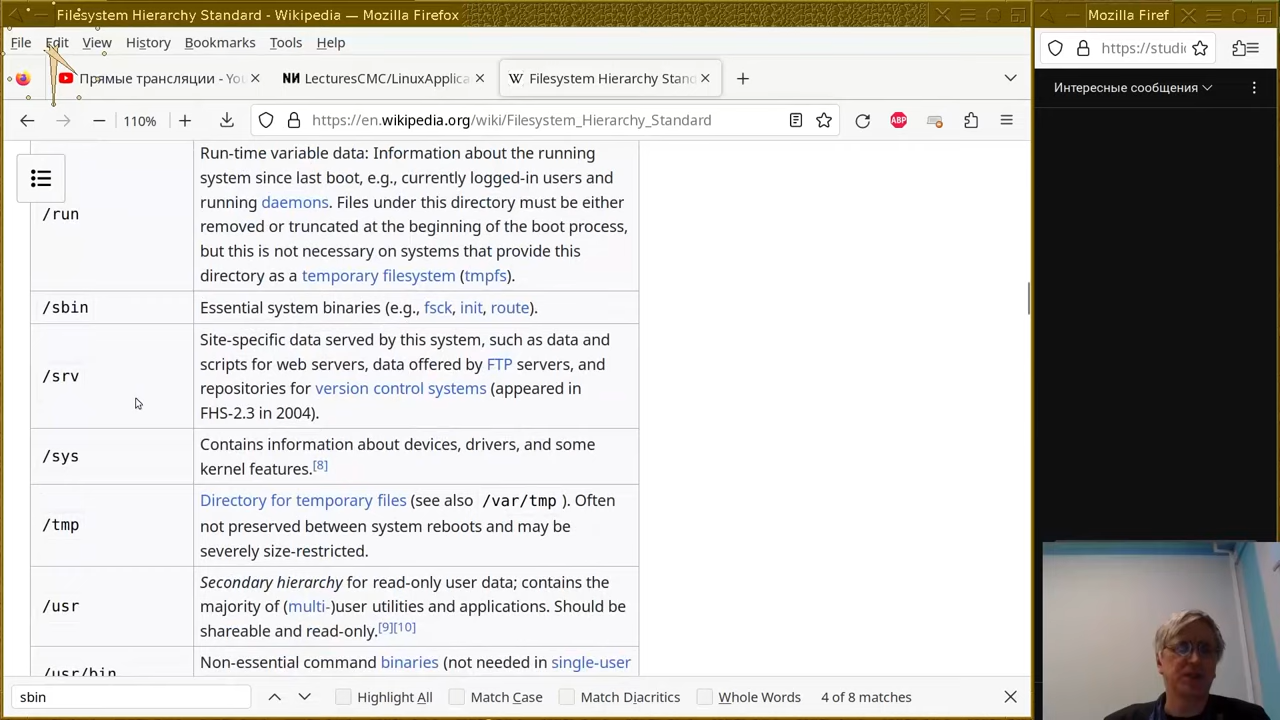 Filesystem Hierarchy Standard - Wikipedia — Mozilla Firefox
Mozilla Firef
File Edit View History Bookmarks Tools Help
https://studi
Прямые трансляции - You
LecturesCMC/LinuxApplica
Filesystem Hierarchy Stand
Интересные сообщения
110%
https://en.wikipedia.org/wiki/Filesystem_Hierarchy_Standard
ABP
/run
Run-time variable data: Information about the running
system since last boot, e.g., currently logged-in users and
running daemons. Files under this directory must be either
removed or truncated at the beginning of the boot process,
but this is not necessary on systems that provide this
directory as a temporary filesystem (tmpfs).
/sbin
Essential system binaries (e.g., fsck, init, route).
/srv
Site-specific data served by this system, such as data and
scripts for web servers, data offered by FTP servers, and
repositories for version control systems (appeared in
FHS-2.3 in 2004).
/sys
Contains information about devices, drivers, and some
kernel features.[8]
/tmp
Directory for temporary files (see also /var/tmp ). Often
not preserved between system reboots and may be
severely size-restricted.
/usr
Secondary hierarchy for read-only user data; contains the
majority of (multi-)user utilities and applications. Should be
shareable and read-only.[9][10]
/usr/bin
Non-essential command binaries (not needed in single-user
sbin
Highlight All Match Case Match Diacritics Whole Words 4 of 8 matches